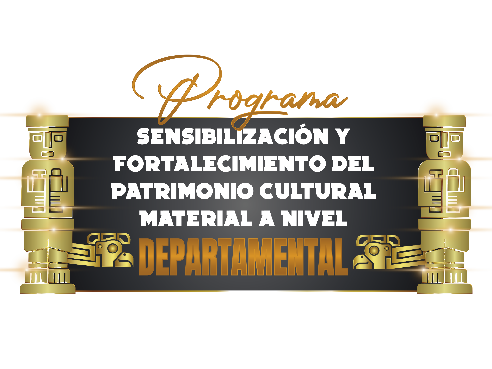 Programa
SENSIBILIZACIÓN Y
FORTALECIMIENTO DEL
PATRIMONIO CULTURAL
MATERIAL A NIVEL
DEPARTAMENTAL